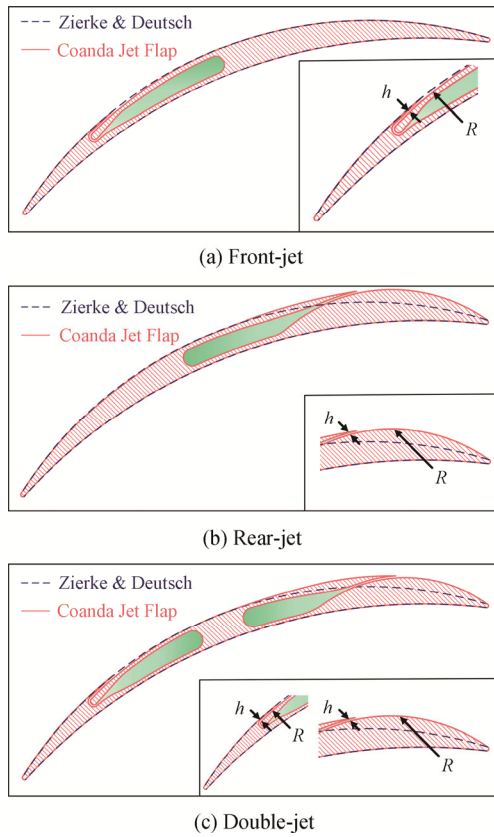 Zierke & Deutsch
Coanda Jet Flap
h
R
(a) Front-jet
Zierke & Deutsch
Coanda Jet Flap
h
R
(b) Rear-jet
Zierke & Deutsch
Coanda Jet Flap
h
R
h
R
(c) Double-jet